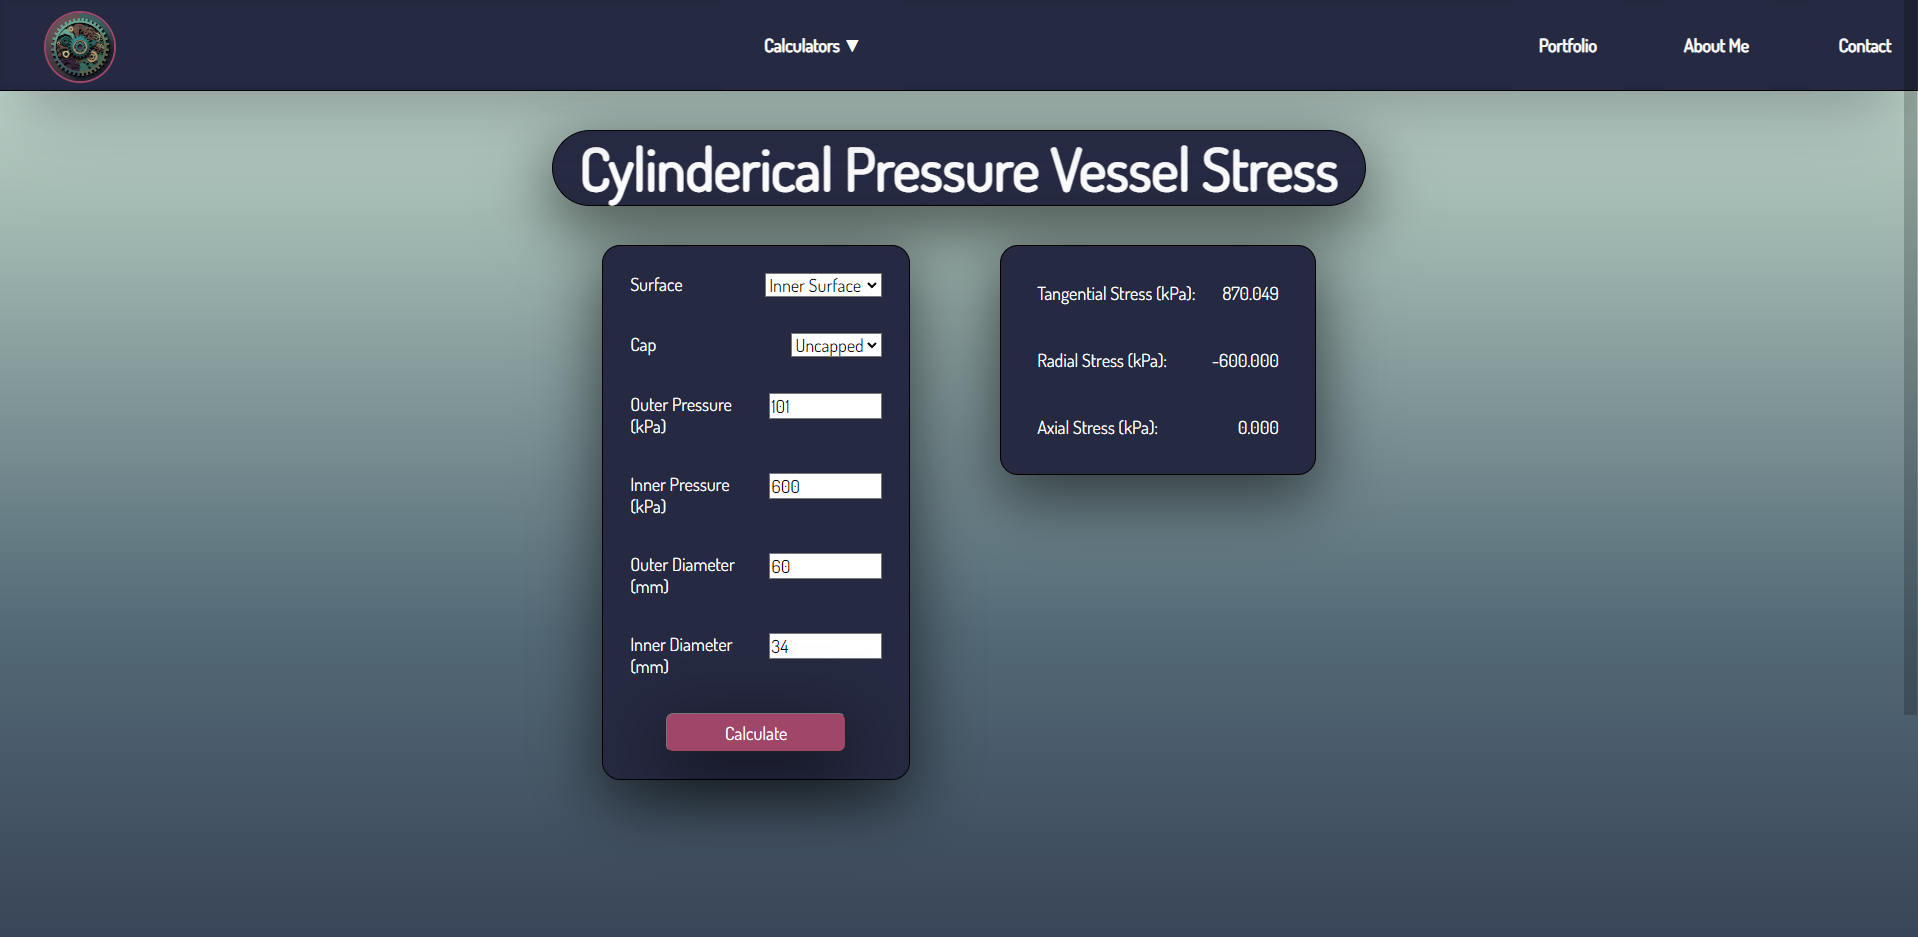 Calculators ▼
Portfolio
About Me
Contact
Cylinderical Pressure Vessel Stress
Surface
Inner Surface
Cap
Uncapped
Outer Pressure
(kPa)
101
Inner Pressure
(kPa)
600
Outer Diameter
(mm)
60
Inner Diameter
(mm)
34
Calculate
Tangential Stress (kPa): 870.049
Radial Stress (kPa): -600.000
Axial Stress (kPa): 0.000